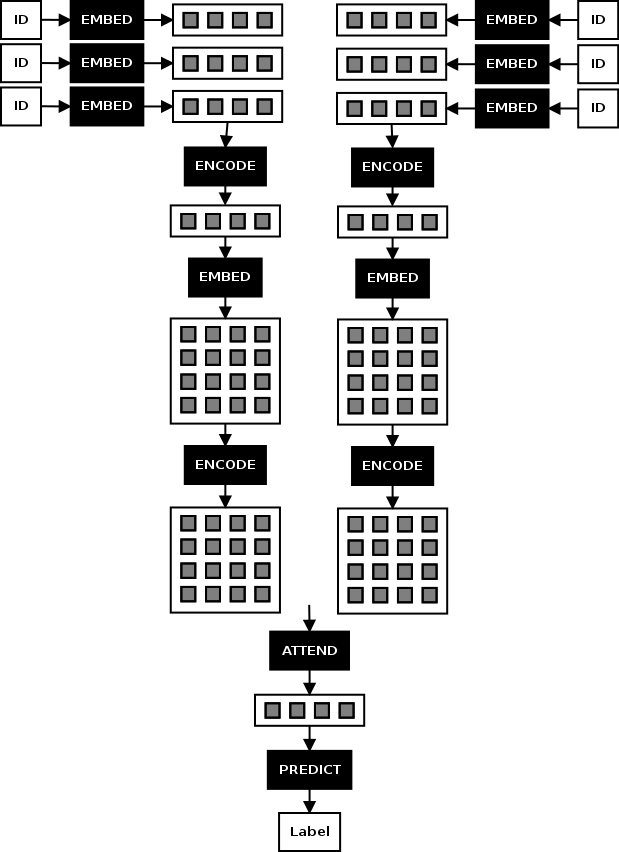 ID EMBED EMBED ID
ID EMBED EMBED ID
ID EMBED EMBED ID
ENCODE ENCODE
EMBED EMBED
ENCODE ENCODE
ATTEND
PREDICT
Label